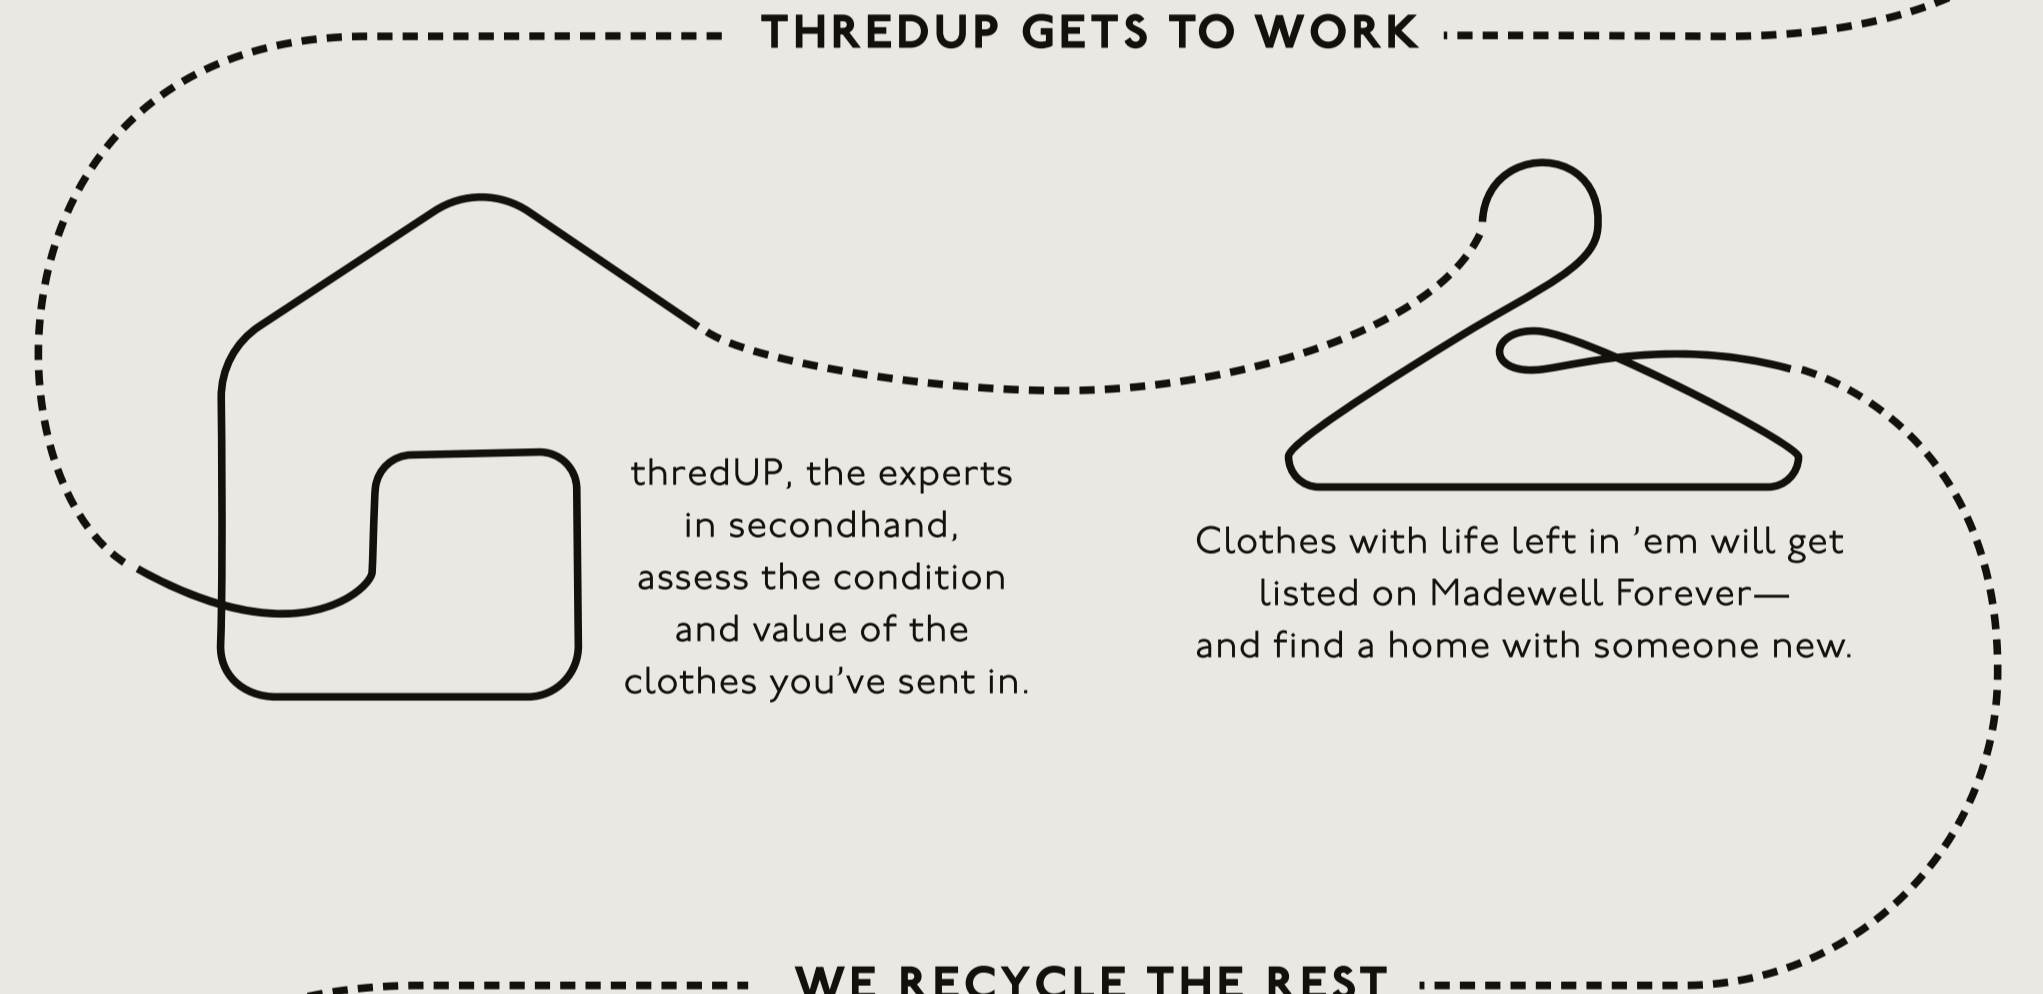 THREDUP GETS TO WORK
thredUP, the experts
in secondhand,
assess the condition
and value of the
clothes you’ve sent in.
Clothes with life left in ’em will get
listed on Madewell Forever—
and find a home with someone new.
WE RECYCLE THE REST